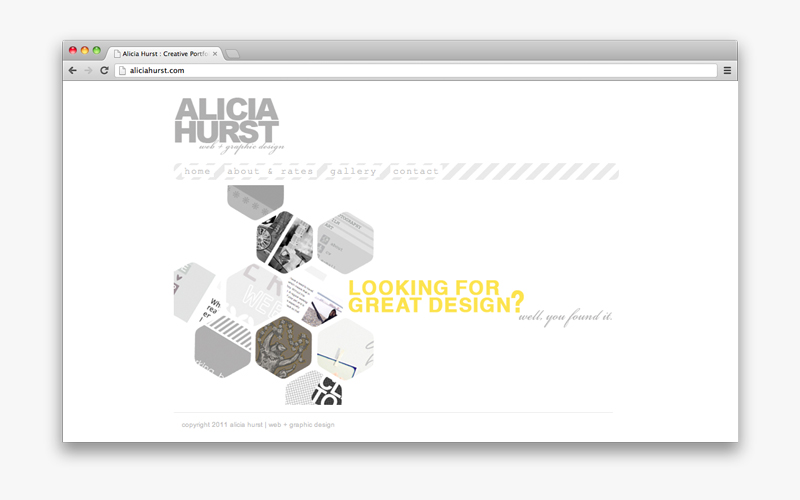 Alicia Hurst : Creative Portfo
aliciahurst.com
ALICIA
HURST
web + graphic design
home about & rates gallery contact
LOOKING FOR
GREAT DESIGN?
well, you found it.
copyright 2011 alicia hurst | web + graphic design